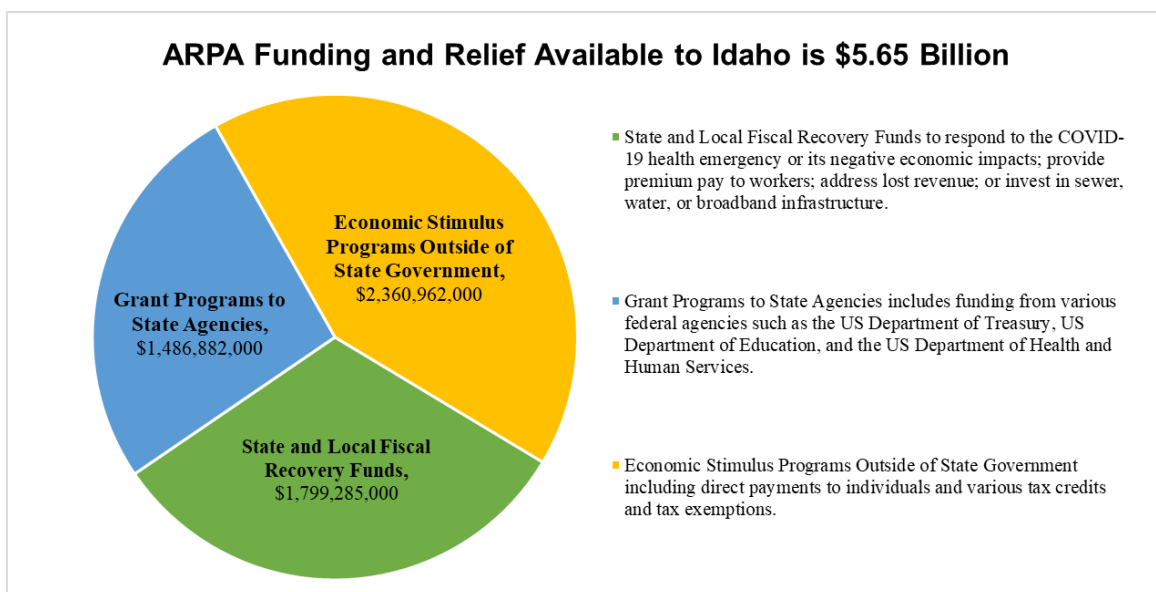 ARPA Funding and Relief Available to Idaho is $5.65 Billion
Economic Stimulus
Programs Outside of
State Government,
$2,360,962,000
Grant Programs to
State Agencies,
$1,486,882,000
State and Local Fiscal
Recovery Funds,
$1,799,285,000
State and Local Fiscal Recovery Funds to respond to the COVID-
19 health emergency or its negative economic impacts; provide
premium pay to workers; address lost revenue; or invest in sewer,
water, or broadband infrastructure.
Grant Programs to State Agencies includes funding from various
federal agencies such as the US Department of Treasury, US
Department of Education, and the US Department of Health and
Human Services.
Economic Stimulus Programs Outside of State Government
including direct payments to individuals and various tax credits
and tax exemptions.